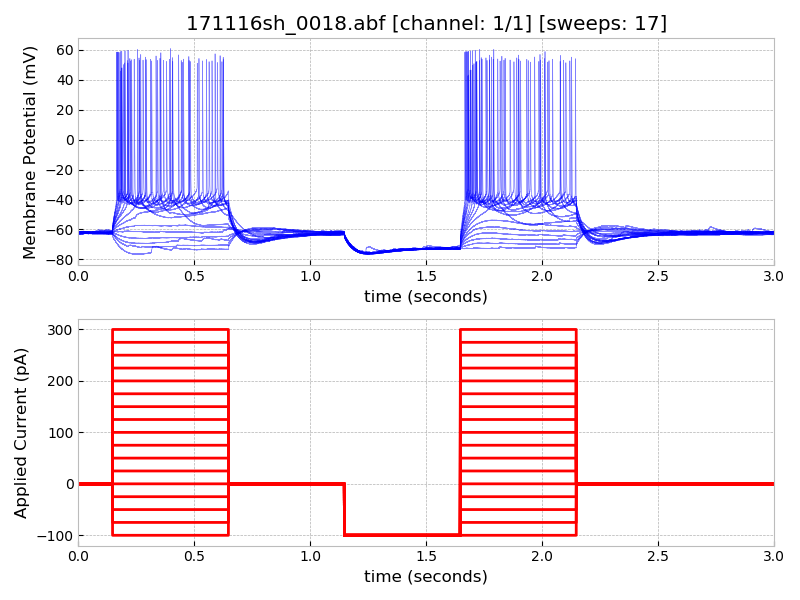 171116sh_0018.abf [channel: 1/1] [sweeps: 17]
Membrane Potential (mV)
60
40
20
0
−20
−40
−60
−80
0.0 0.5 1.0 1.5 2.0 2.5 3.0
time (seconds)
Applied Current (pA)
300
200
100
0
−100
0.0 0.5 1.0 1.5 2.0 2.5 3.0
time (seconds)